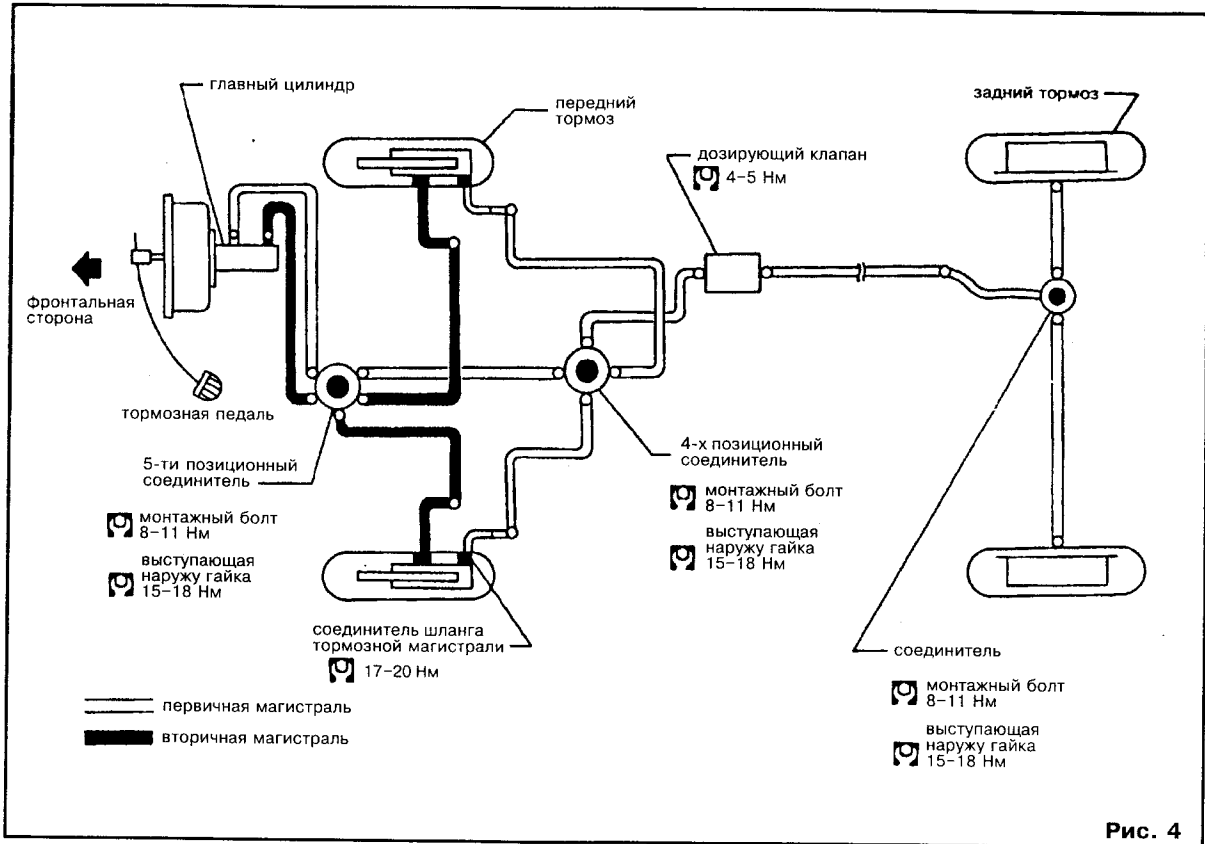 главный цилиндр
передний
тормоз
задний тормоз
дозирующий клапан
4–5 Нм
фронтальная
сторона
тормозная педаль
5-ти позиционный
соединитель
монтажный болт
8–11 Нм
выступающая
наружу гайка
15–18 Нм
4-х позиционный
соединитель
монтажный болт
8–11 Нм
выступающая
наружу гайка
15–18 Нм
соединитель шланга
тормозной магистрали
17–20 Нм
соединитель
монтажный болт
8–11 Нм
выступающая
наружу гайка
15–18 Нм
первичная магистраль
вторичная магистраль
Рис. 4